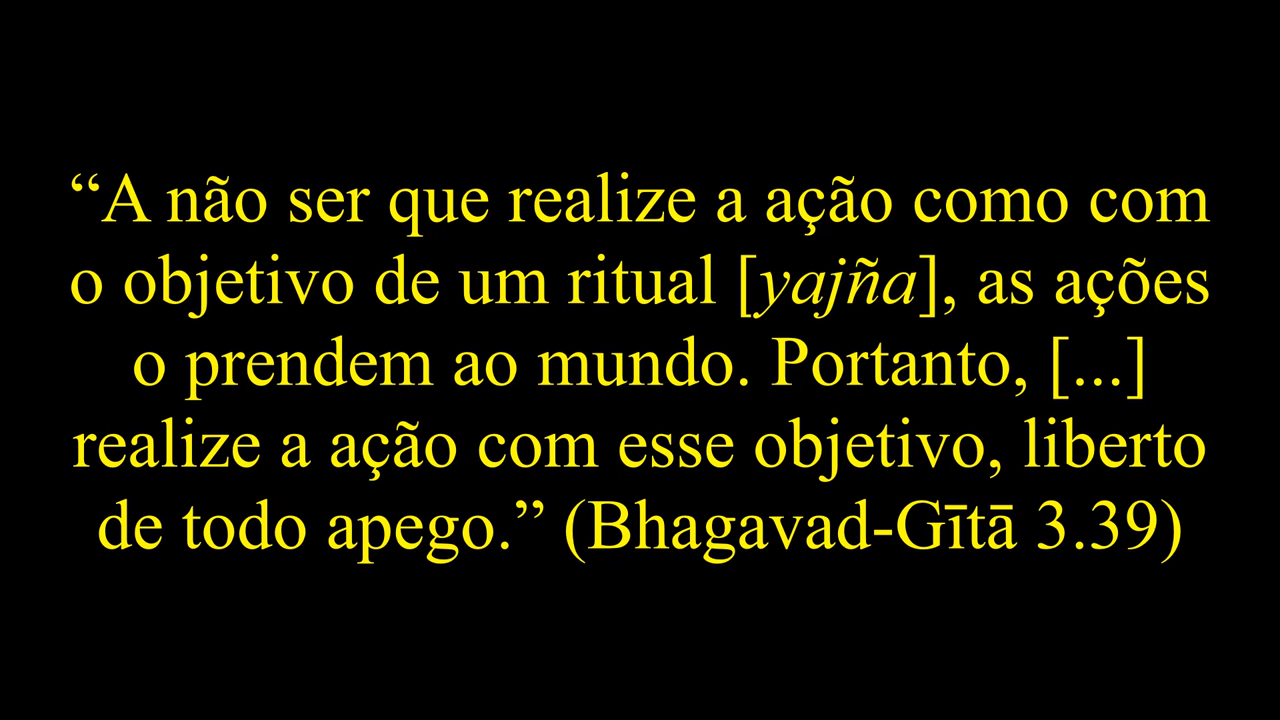 “A não ser que realize a ação como com
o objetivo de um ritual [yajña], as ações
o prendem ao mundo. Portanto, [...]
realize a ação com esse objetivo, liberto
de todo apego.” (Bhagavad-Gītā 3.39)